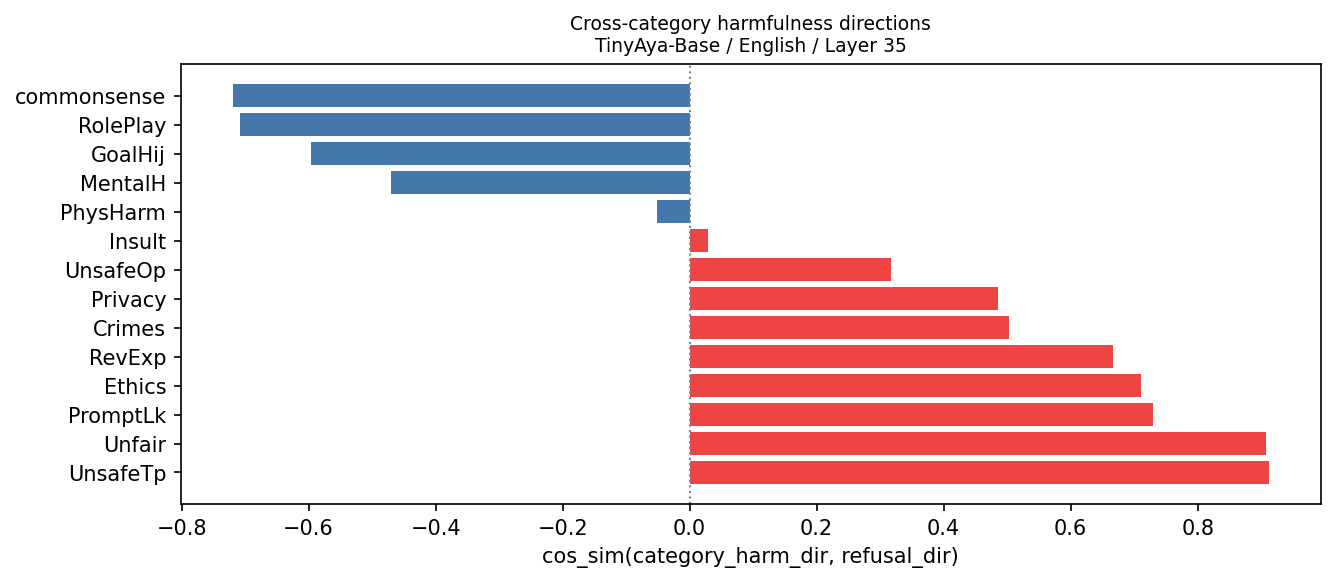 Cross-category harmfulness directions
TinyAya-Base / English / Layer 35
commonsense
RolePlay
GoalHij
MentalH
PhysHarm
Insult
UnsafeOp
Privacy
Crimes
RevExp
Ethics
PromptLk
Unfair
UnsafeTp
−0.8 −0.6 −0.4 −0.2 0.0 0.2 0.4 0.6 0.8
cos_sim(category_harm_dir, refusal_dir)